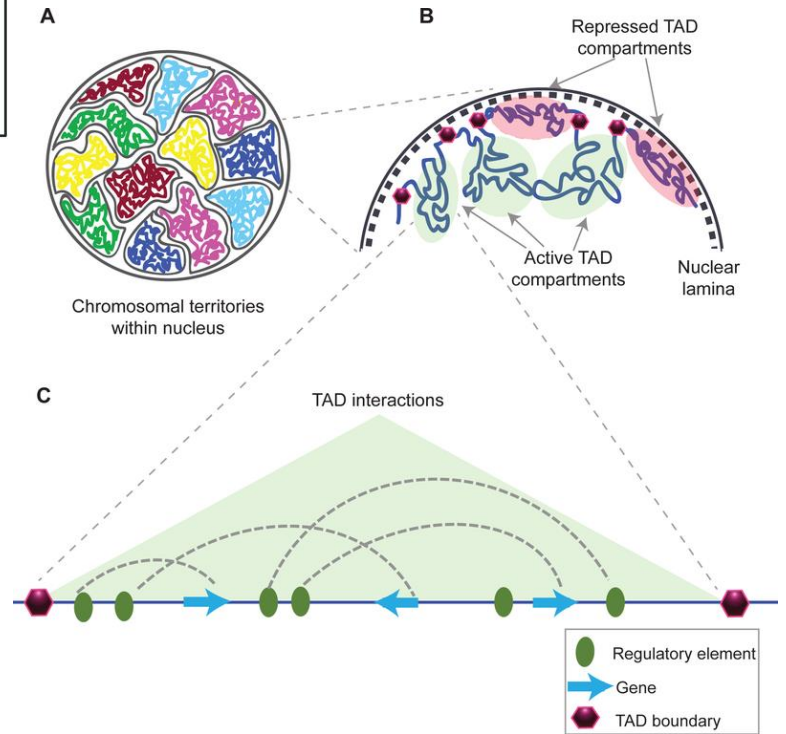 A
Chromosomal territories
within nucleus
B
Repressed TAD
compartments
Active TAD
compartments
Nuclear
lamina
C
TAD interactions
Regulatory element
Gene
TAD boundary